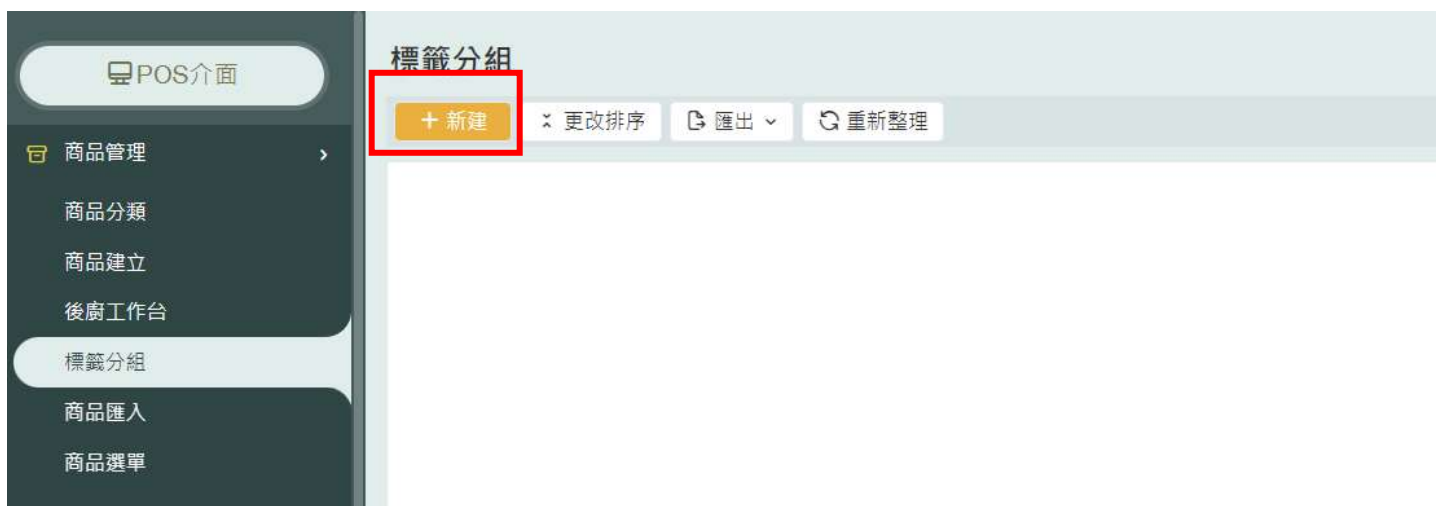 POS介面
商品管理
商品分類
商品建立
後廚工作台
標籤分組
商品匯入
商品選單
標籤分組
+ 新建 更改排序 匯出 重新整理